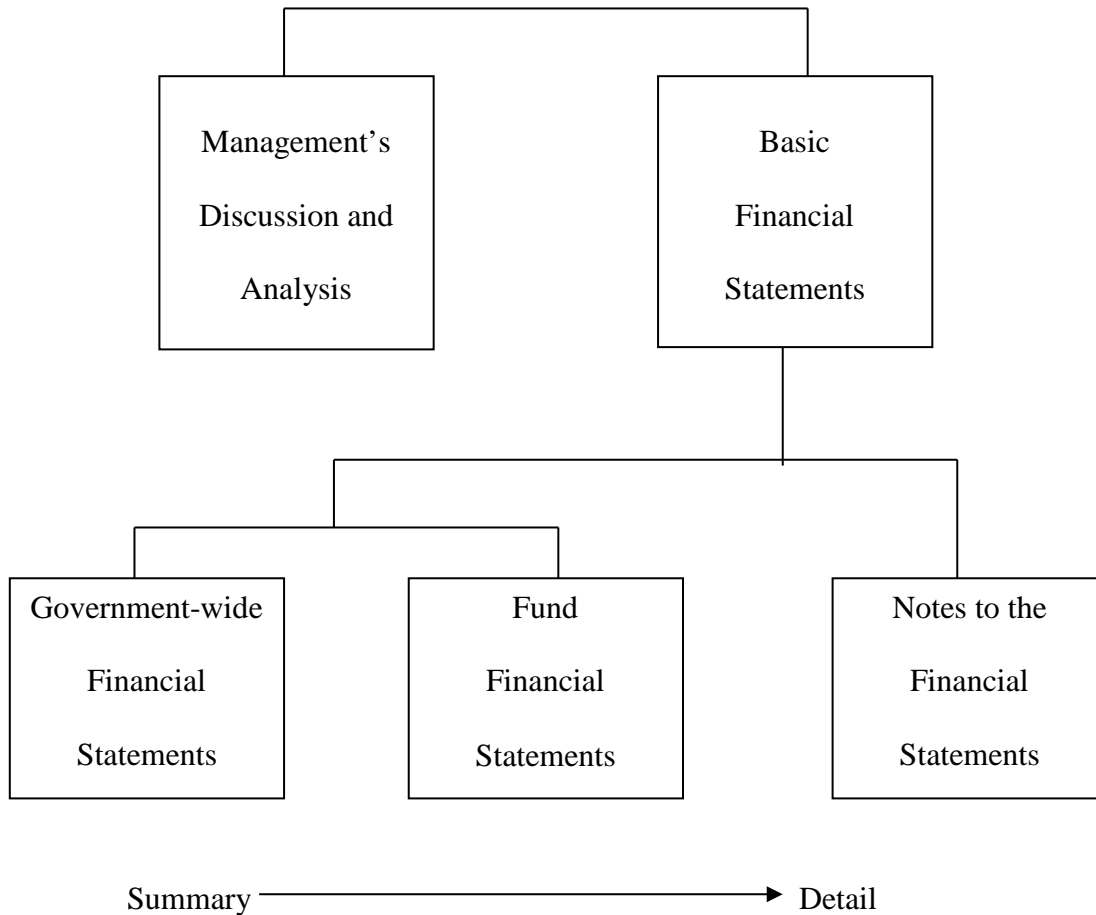 Management’s
Discussion and
Analysis
Basic
Financial
Statements
Government-wide
Financial
Statements
Fund
Financial
Statements
Notes to the
Financial
Statements
Summary
Detail